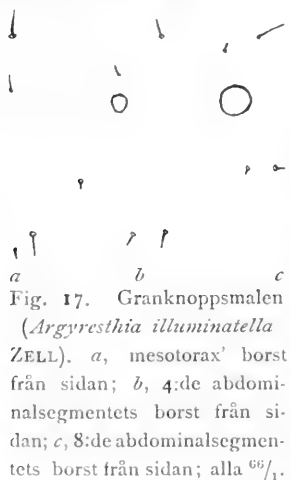 a b c
Fig. 17. Granknoppsmalen
(Argyresthia illuminatella
ZELL). a, mesotorax' borst
från sidan; b, 4:de abdomi-
nalsegmentets borst från si-
dan; c, 8:de abdominalsegmen-
tets borst från sidan; alla 66/1.